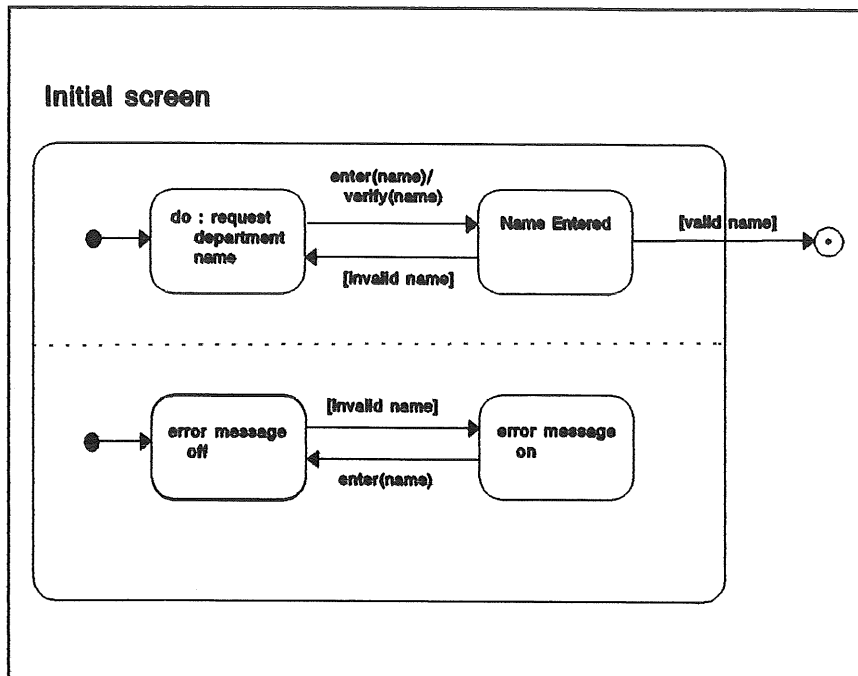 Initial screen
enter(name)/
verify(name)
do : request
department
name
Name Entered
[valid name]
[invalid name]
[invalid name]
error message
off
error message
on
enter(name)